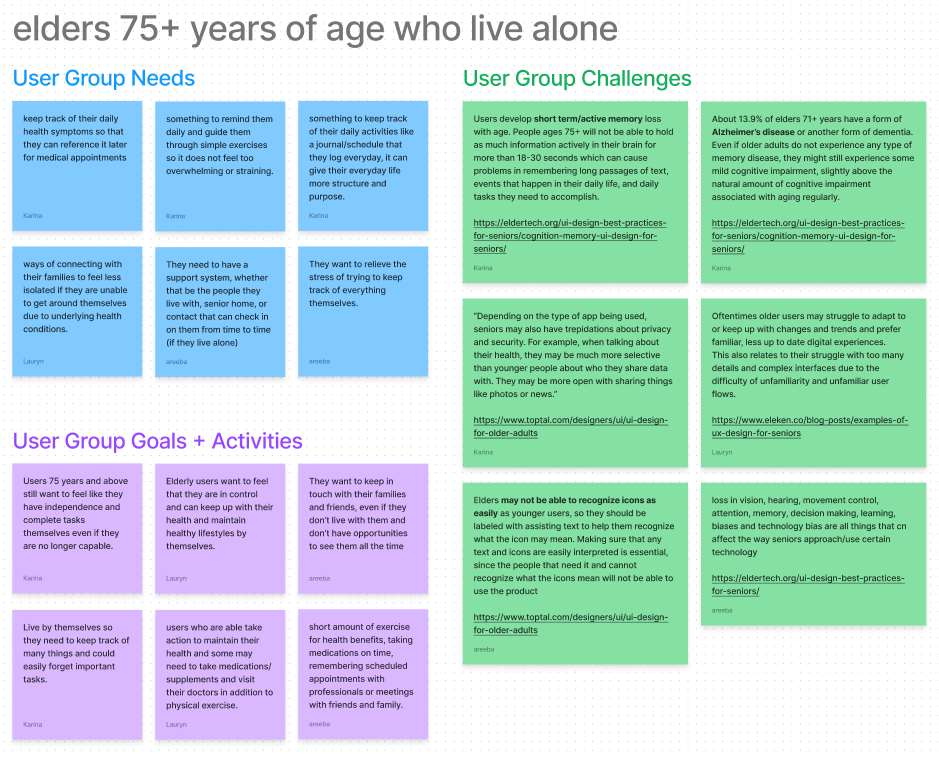 elders 75+ years of age who live alone
User Group Needs
keep track of their daily
health symptoms so that
they can reference it later
for medical appointments
Karina
something to remind them
daily and guide them
through simple exercises
so it does not feel too
overwhelming or straining.
Karina
something to keep track
of their daily activities like
a journal/schedule that
they log everyday, it can
give their everyday life
more structure and
purpose.
Karina
ways of connecting with
their families to feel less
isolated if they are unable
to get around themselves
due to underlying health
conditions.
Lauryn
They need to have a
support system, whether
that be the people they
live with, senior home, or
contact that can check in
on them from time to time
(if they live alone)
areeba
They want to relieve the
stress of trying to keep
track of everything
themselves.
areeba
User Group Goals + Activities
Users 75 years and above
still want to feel like they
have independence and
complete tasks
themselves even if they
are no longer capable.
Karina
Elderly users want to feel
that they are in control
and can keep up with their
health and maintain
healthy lifestyles by
themselves.
Lauryn
They want to keep in
touch with their families
and friends, even if they
don't live with them and
don't have opportunities
to see them all the time
areeba
Live by themselves so
they need to keep track of
many things and could
easily forget important
tasks.
Karina
users who are able take
action to maintain their
health and some may
need to take medications/
supplements and visit
their doctors in addition to
physical exercise.
Lauryn
short amount of exercise
for health benefits, taking
medications on time,
remembering scheduled
appointments with
professionals or meetings
with friends and family.
areeba
User Group Challenges
Users develop short term/active memory loss
with age. People ages 75+ will not be able to hold
as much information actively in their brain for
more than 18-30 seconds which can cause
problems in remembering long passages of text,
events that happen in their daily life, and daily
tasks they need to accomplish.
https://eldertech.org/ui-design-best-practices-
for-seniors/cognition-memory-ui-design-for-
seniors/
Karina
About 13.9% of elders 71+ years have a form of
Alzheimer's disease or another form of dementia.
Even if older adults do not experience any type of
memory disease, they might still experience some
mild cognitive impairment, slightly above the
natural amount of cognitive impairment
associated with aging regularly.
https://eldertech.org/ui-design-best-practices-
for-seniors/cognition-memory-ui-design-for-
seniors/
Karina
"Depending on the type of app being used,
seniors may also have trepidations about privacy
and security. For example, when talking about
their health, they may be much more selective
than younger people about who they share data
with. They may be more open with sharing things
like photos or news."
https://www.toptal.com/designers/ui/ui-design-
for-older-adults
Karina
Oftentimes older users may struggle to adapt to
or keep up with changes and trends and prefer
familiar, less up to date digital experiences.
This also relates to their struggle with too many
details and complex interfaces due to the
difficulty of unfamiliarity and unfamiliar user
flows.
https://www.eleken.co/blog-posts/examples-of-
ux-design-for-seniors
Lauryn
Elders may not be able to recognize icons as
easily as younger users, so they should be
labeled with assisting text to help them recognize
what the icon may mean. Making sure that any
text and icons are easily interpreted is essential,
since the people that need it and cannot
recognize what the icons mean will not be able to
use the product
https://www.toptal.com/designers/ui/ui-design-
for-older-adults
areeba
loss in vision, hearing, movement control,
attention, memory, decision making, learning,
biases and technology bias are all things that cn
affect the way seniors approach/use certain
technology
https://eldertech.org/ui-design-best-practices-
for-seniors/
areeba